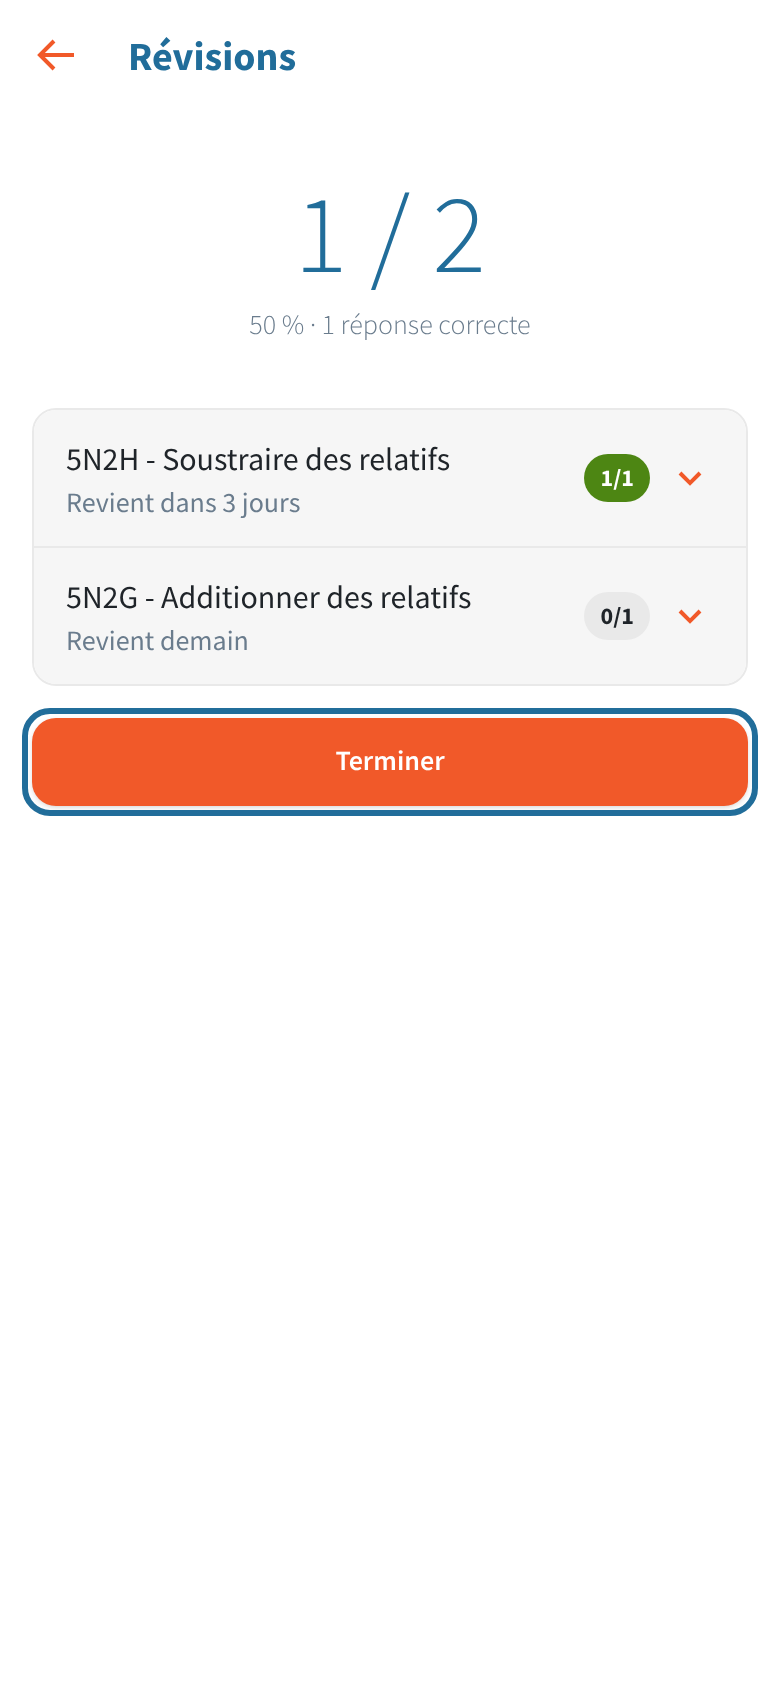 Révisions
1 / 2
50 % · 1 réponse correcte
5N2H - Soustraire des relatifs
Revient dans 3 jours
1/1
5N2G - Additionner des relatifs
Revient demain
0/1
Terminer